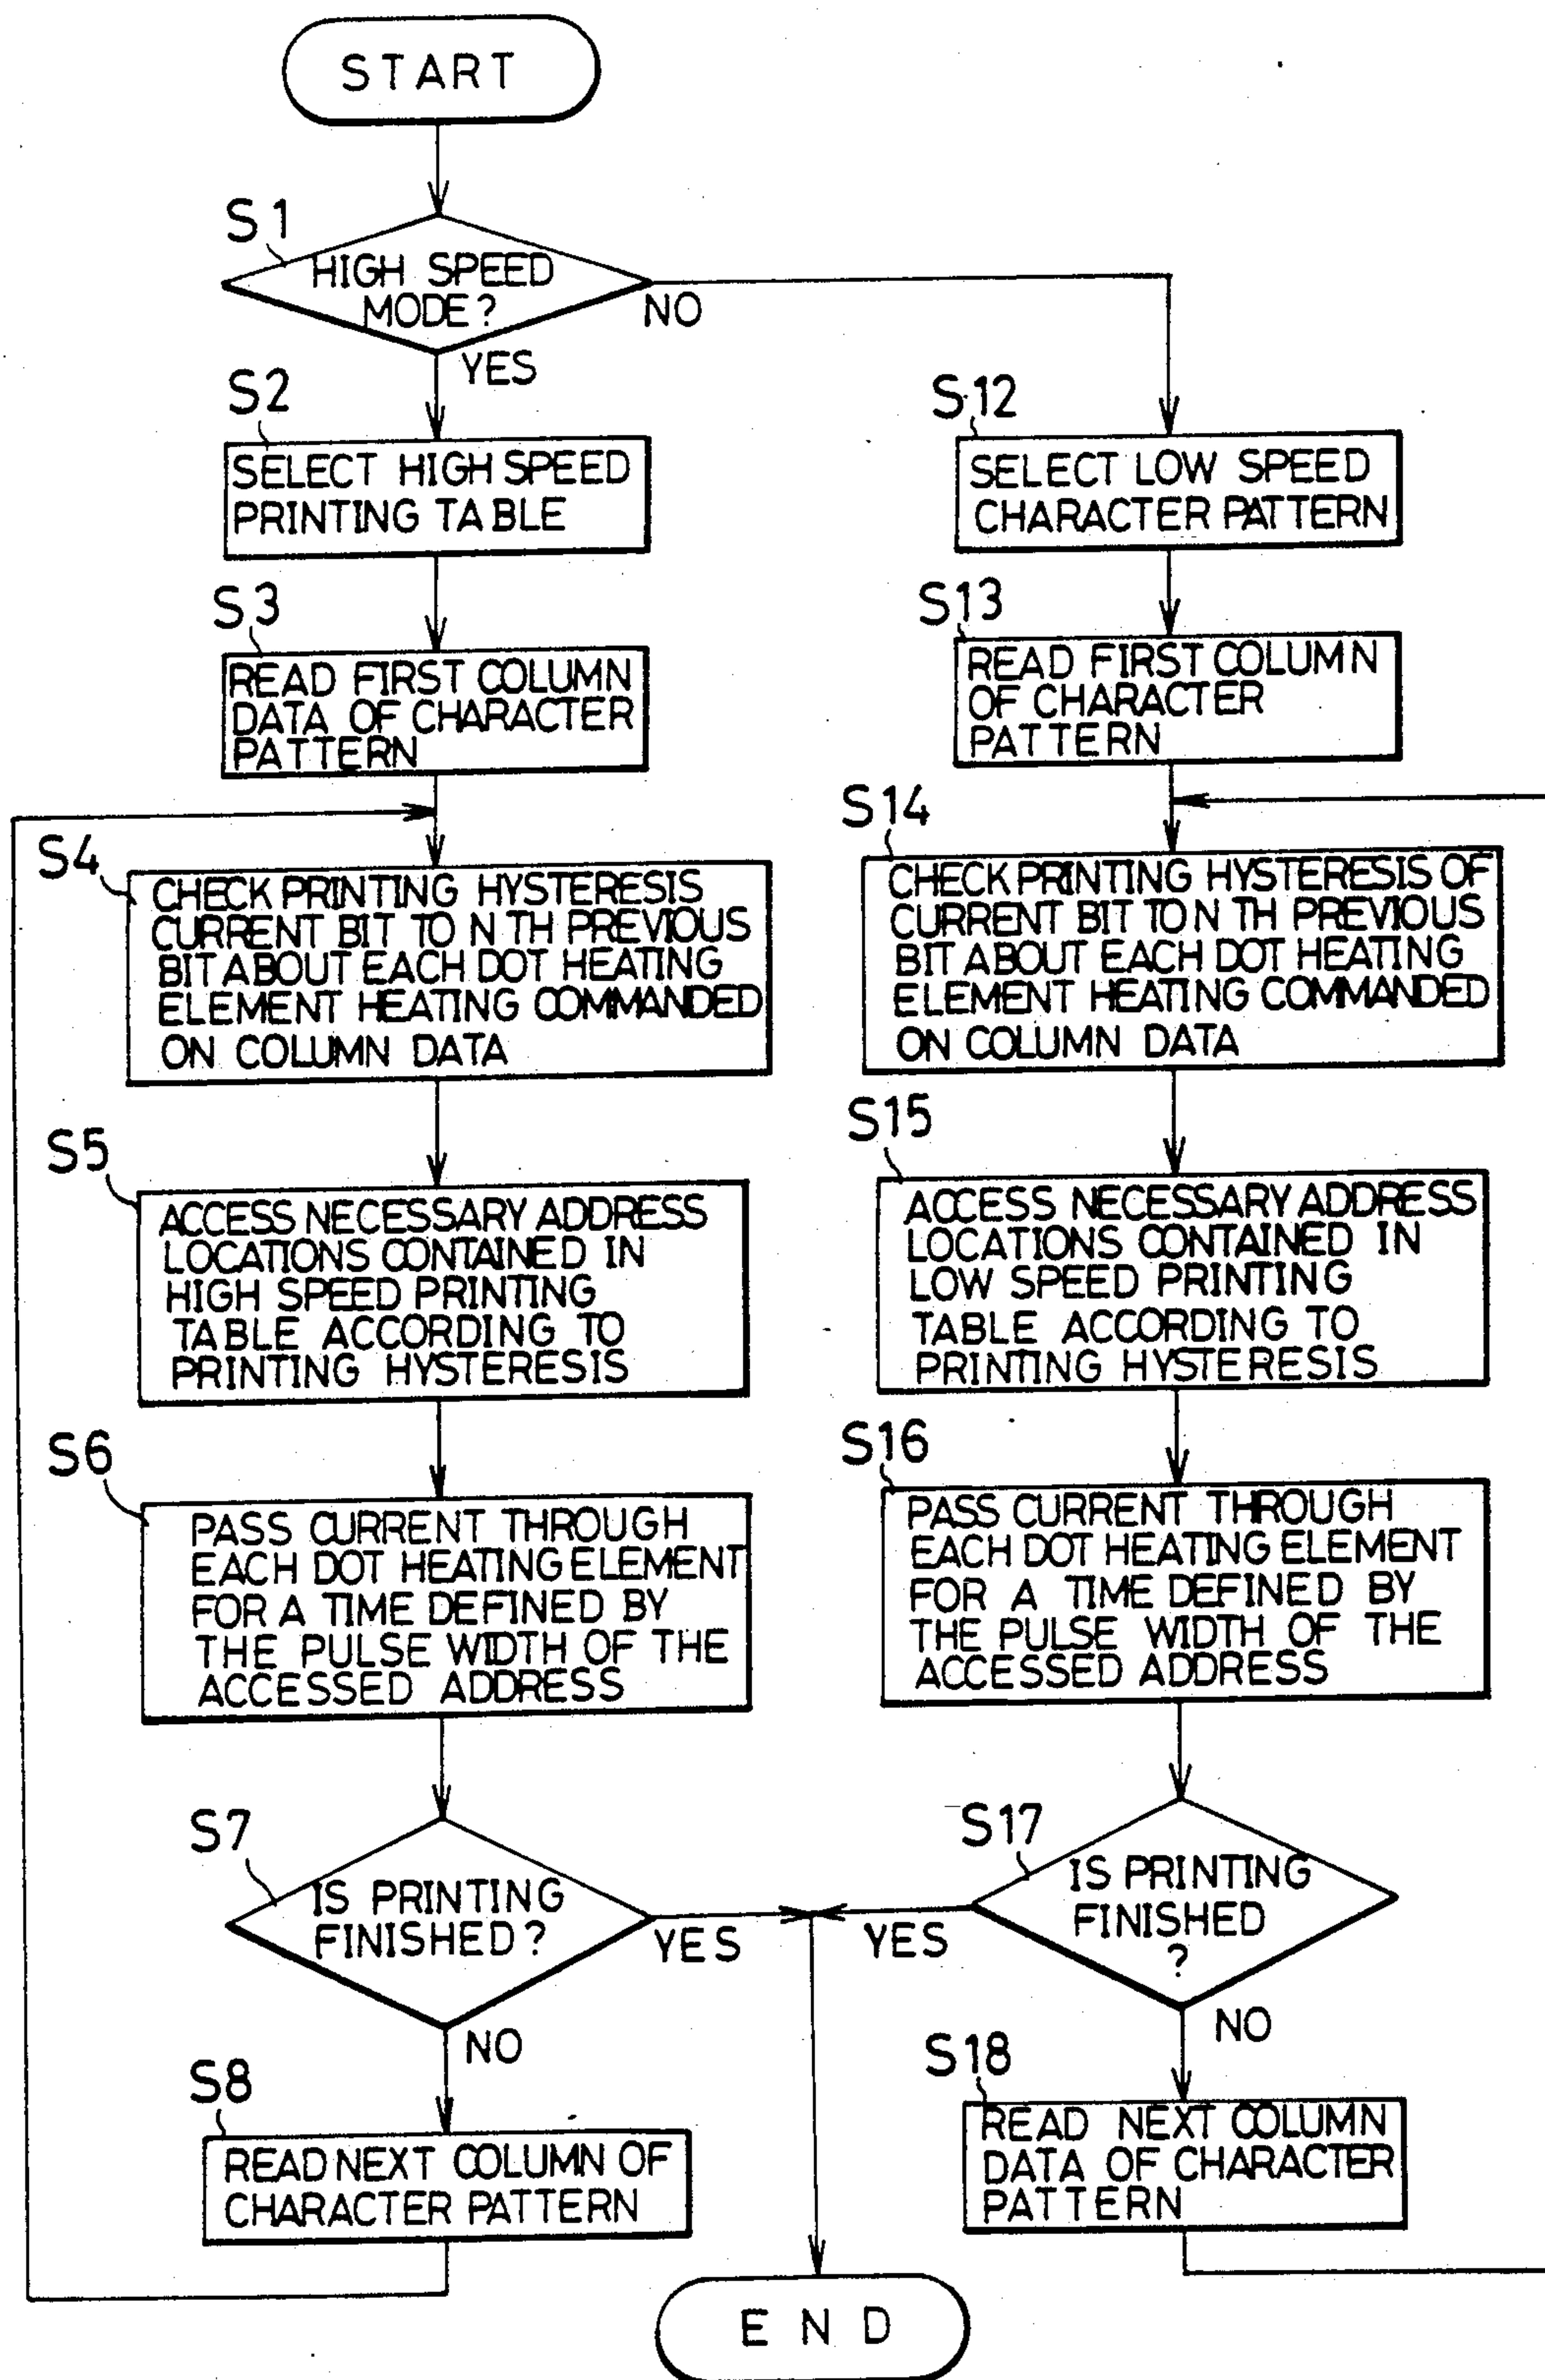 START
S1
HIGH SPEED
MODE?
NO
YES
S2
SELECT HIGH SPEED
PRINTING TABLE
S3
READ FIRST COLUMN
DATA OF CHARACTER
PATTERN
S4
CHECK PRINTING HYSTERESIS
CURRENT BIT TO N TH PREVIOUS
BIT ABOUT EACH DOT HEATING
ELEMENT HEATING COMMANDED
ON COLUMN DATA
S5
ACCESS NECESSARY ADDRESS
LOCATIONS CONTAINED IN
HIGH SPEED PRINTING
TABLE ACCORDING TO
PRINTING HYSTERESIS
S6
PASS CURRENT THROUGH
EACH DOT HEATING ELEMENT
FOR A TIME DEFINED BY
THE PULSE WIDTH OF THE
ACCESSED ADDRESS
S7
IS PRINTING
FINISHED?
YES
NO
S8
READ NEXT COLUMN OF
CHARACTER PATTERN
S12
SELECT LOW SPEED
CHARACTER PATTERN
S13
READ FIRST COLUMN
OF CHARACTER
PATTERN
S14
CHECK PRINTING HYSTERESIS OF
CURRENT BIT TO N TH PREVIOUS
BIT ABOUT EACH DOT HEATING
ELEMENT HEATING COMMANDED
ON COLUMN DATA
S15
ACCESS NECESSARY ADDRESS
LOCATIONS CONTAINED IN
LOW SPEED PRINTING
TABLE ACCORDING TO
PRINTING HYSTERESIS
S16
PASS CURRENT THROUGH
EACH DOT HEATING ELEMENT
FOR A TIME DEFINED BY
THE PULSE WIDTH OF THE
ACCESSED ADDRESS
S17
IS PRINTING
FINISHED
?
YES
NO
S18
READ NEXT COLUMN
DATA OF CHARACTER
PATTERN
END